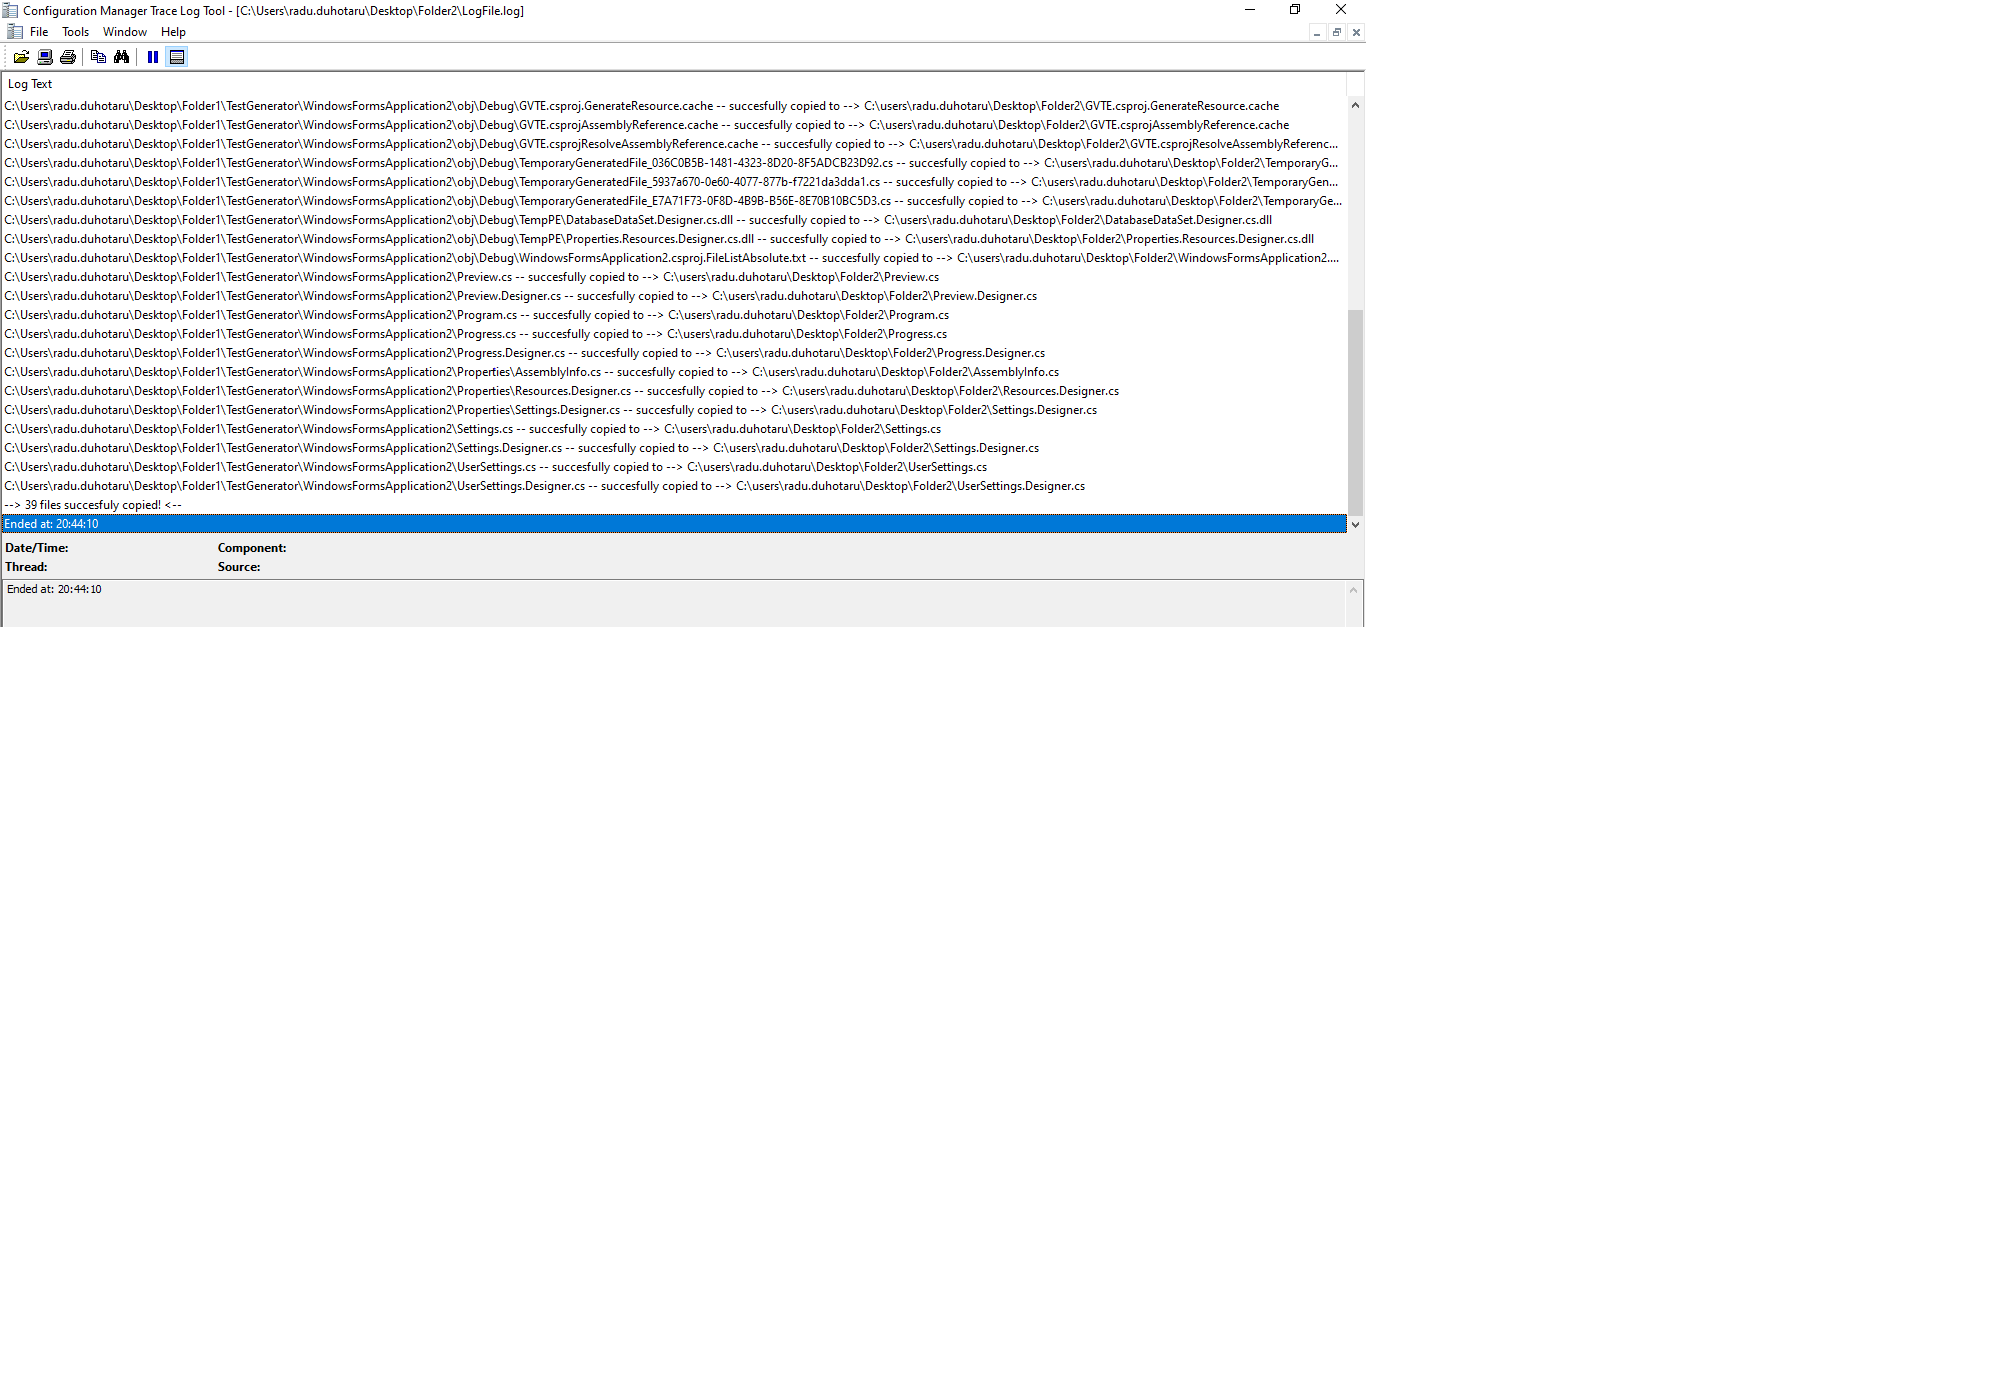 Configuration Manager Trace Log Tool - [C:\Users\radu.duhotaru\Desktop\Folder2\LogFile.log]
File Tools Window Help
Log Text
C:\Users\radu.duhotaru\Desktop\Folder1\TestGenerator\WindowsFormsApplication2\obj\Debug\GVTE.csproj.GenerateResource.cache -- succesfully copied to --> C:\users\radu.duhotaru\Desktop\Folder2\GVTE.csproj.GenerateResource.cache
C:\Users\radu.duhotaru\Desktop\Folder1\TestGenerator\WindowsFormsApplication2\obj\Debug\GVTE.csprojAssemblyReference.cache -- succesfully copied to --> C:\users\radu.duhotaru\Desktop\Folder2\GVTE.csprojAssemblyReference.cache
C:\Users\radu.duhotaru\Desktop\Folder1\TestGenerator\WindowsFormsApplication2\obj\Debug\GVTE.csprojResolveAssemblyReference.cache -- succesfully copied to --> C:\users\radu.duhotaru\Desktop\Folder2\GVTE.csprojResolveAssemblyReferenc...
C:\Users\radu.duhotaru\Desktop\Folder1\TestGenerator\WindowsFormsApplication2\obj\Debug\TemporaryGeneratedFile_036C0B5B-1481-4323-8D20-8F5ADCB23D92.cs -- succesfully copied to --> C:\users\radu.duhotaru\Desktop\Folder2\TemporaryG...
C:\Users\radu.duhotaru\Desktop\Folder1\TestGenerator\WindowsFormsApplication2\obj\Debug\TemporaryGeneratedFile_5937a670-0e60-4077-877b-f7221da3dda1.cs -- succesfully copied to --> C:\users\radu.duhotaru\Desktop\Folder2\TemporaryGen...
C:\Users\radu.duhotaru\Desktop\Folder1\TestGenerator\WindowsFormsApplication2\obj\Debug\TemporaryGeneratedFile_E7A71F73-0F8D-4B9B-B56E-8E70B10BC5D3.cs -- succesfully copied to --> C:\users\radu.duhotaru\Desktop\Folder2\TemporaryGe...
C:\Users\radu.duhotaru\Desktop\Folder1\TestGenerator\WindowsFormsApplication2\obj\Debug\TempPE\DatabaseDataSet.Designer.cs.dll -- succesfully copied to --> C:\users\radu.duhotaru\Desktop\Folder2\DatabaseDataSet.Designer.cs.dll
C:\Users\radu.duhotaru\Desktop\Folder1\TestGenerator\WindowsFormsApplication2\obj\Debug\TempPE\Properties.Resources.Designer.cs.dll -- succesfully copied to --> C:\users\radu.duhotaru\Desktop\Folder2\Properties.Resources.Designer.cs.dll
C:\Users\radu.duhotaru\Desktop\Folder1\TestGenerator\WindowsFormsApplication2\obj\Debug\WindowsFormsApplication2.csproj.FileListAbsolute.txt -- succesfully copied to --> C:\users\radu.duhotaru\Desktop\Folder2\WindowsFormsApplication2....
C:\Users\radu.duhotaru\Desktop\Folder1\TestGenerator\WindowsFormsApplication2\Preview.cs -- succesfully copied to --> C:\users\radu.duhotaru\Desktop\Folder2\Preview.cs
C:\Users\radu.duhotaru\Desktop\Folder1\TestGenerator\WindowsFormsApplication2\Preview.Designer.cs -- succesfully copied to --> C:\users\radu.duhotaru\Desktop\Folder2\Preview.Designer.cs
C:\Users\radu.duhotaru\Desktop\Folder1\TestGenerator\WindowsFormsApplication2\Program.cs -- succesfully copied to --> C:\users\radu.duhotaru\Desktop\Folder2\Program.cs
C:\Users\radu.duhotaru\Desktop\Folder1\TestGenerator\WindowsFormsApplication2\Progress.cs -- succesfully copied to --> C:\users\radu.duhotaru\Desktop\Folder2\Progress.cs
C:\Users\radu.duhotaru\Desktop\Folder1\TestGenerator\WindowsFormsApplication2\Progress.Designer.cs -- succesfully copied to --> C:\users\radu.duhotaru\Desktop\Folder2\Progress.Designer.cs
C:\Users\radu.duhotaru\Desktop\Folder1\TestGenerator\WindowsFormsApplication2\Properties\AssemblyInfo.cs -- succesfully copied to --> C:\users\radu.duhotaru\Desktop\Folder2\AssemblyInfo.cs
C:\Users\radu.duhotaru\Desktop\Folder1\TestGenerator\WindowsFormsApplication2\Properties\Resources.Designer.cs -- succesfully copied to --> C:\users\radu.duhotaru\Desktop\Folder2\Resources.Designer.cs
C:\Users\radu.duhotaru\Desktop\Folder1\TestGenerator\WindowsFormsApplication2\Properties\Settings.Designer.cs -- succesfully copied to --> C:\users\radu.duhotaru\Desktop\Folder2\Settings.Designer.cs
C:\Users\radu.duhotaru\Desktop\Folder1\TestGenerator\WindowsFormsApplication2\Settings.cs -- succesfully copied to --> C:\users\radu.duhotaru\Desktop\Folder2\Settings.cs
C:\Users\radu.duhotaru\Desktop\Folder1\TestGenerator\WindowsFormsApplication2\Settings.Designer.cs -- succesfully copied to --> C:\users\radu.duhotaru\Desktop\Folder2\Settings.Designer.cs
C:\Users\radu.duhotaru\Desktop\Folder1\TestGenerator\WindowsFormsApplication2\UserSettings.cs -- succesfully copied to --> C:\users\radu.duhotaru\Desktop\Folder2\UserSettings.cs
C:\Users\radu.duhotaru\Desktop\Folder1\TestGenerator\WindowsFormsApplication2\UserSettings.Designer.cs -- succesfully copied to --> C:\users\radu.duhotaru\Desktop\Folder2\UserSettings.Designer.cs
--> 39 files succesfuly copied! <--
Ended at: 20:44:10
Date/Time: Component:
Thread: Source:
Ended at: 20:44:10